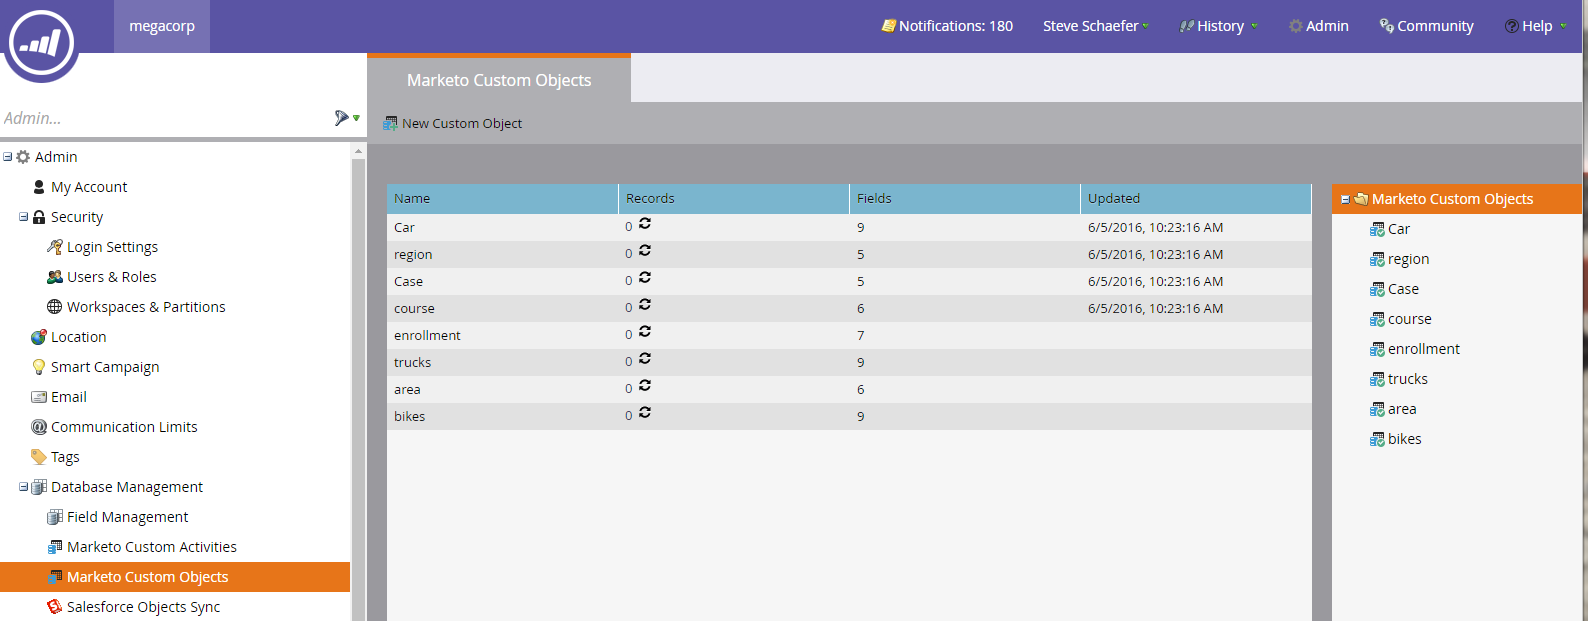 megacorp
Notifications: 180 Steve Schaefer History Admin Community Help
Marketo Custom Objects
Admin...
New Custom Object
Admin
My Account
Security
Login Settings
Users & Roles
Workspaces & Partitions
Location
Smart Campaign
Email
Communication Limits
Tags
Database Management
Field Management
Marketo Custom Activities
Marketo Custom Objects
Salesforce Objects Sync
Name Records Fields Updated
Car 0 9 6/5/2016, 10:23:16 AM
region 0 5 6/5/2016, 10:23:16 AM
Case 0 5 6/5/2016, 10:23:16 AM
course 0 6 6/5/2016, 10:23:16 AM
enrollment 0 7
trucks 0 9
area 0 6
bikes 0 9
Marketo Custom Objects
Car
region
Case
course
enrollment
trucks
area
bikes